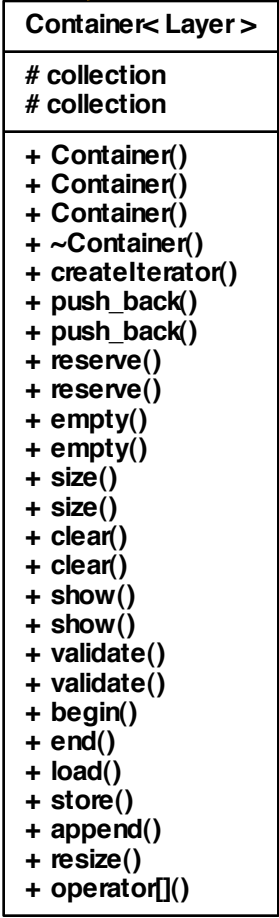 Container< Layer >
# collection
# collection
+ Container()
+ Container()
+ Container()
+ ~Container()
+ createIterator()
+ push_back()
+ push_back()
+ reserve()
+ reserve()
+ empty()
+ empty()
+ size()
+ size()
+ clear()
+ clear()
+ show()
+ show()
+ validate()
+ validate()
+ begin()
+ end()
+ load()
+ store()
+ append()
+ resize()
+ operator[]()